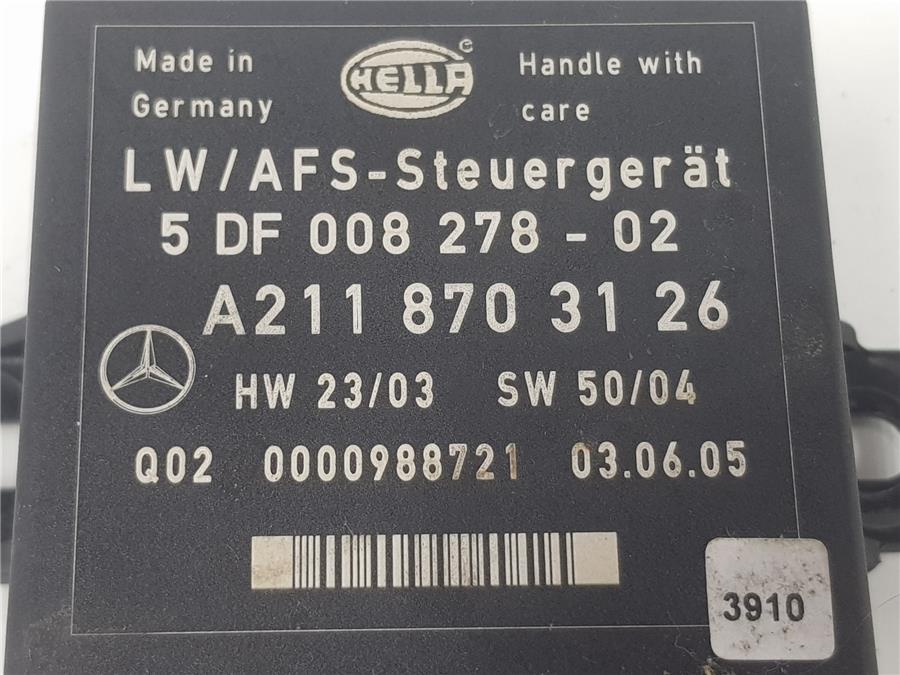 Made in
Germany
HELLA
Handle with
care
LW/AFS-Steuergerät
5 DF 008 278 - 02
A211 870 31 26
HW 23/03 SW 50/04
Q02 0000988721 03.06.05
3910